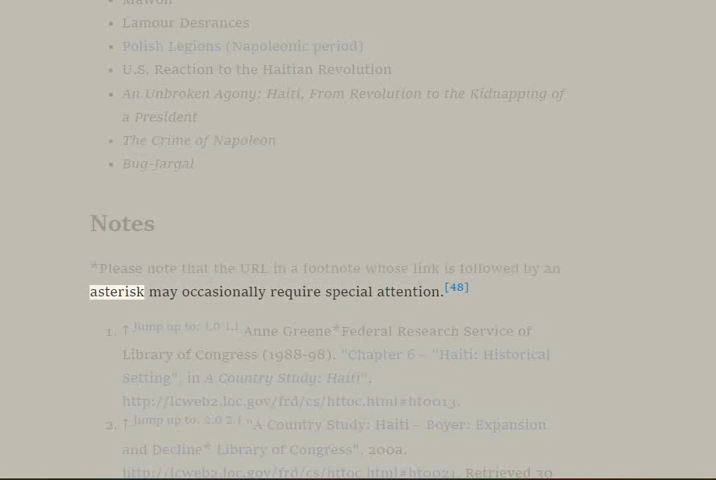 Mawon
Lamour Desrances
Polish Legions (Napoleonic period)
U.S. Reaction to the Haitian Revolution
An Unbroken Agony: Haiti, From Revolution to the Kidnapping of
a President
The Crime of Napoleon
Bug-Jargal
Notes
*Please note that the URL in a footnote whose link is followed by an
asterisk may occasionally require special attention.[48]
1. ↑ Jump up to: 1.0 1.1 Anne Greene*Federal Research Service of
Library of Congress (1988-98). "Chapter 6 – "Haiti: Historical
Setting", in A Country Study: Haiti".
http://lcweb2.loc.gov/frd/cs/httoc.html#ht0013.
2. ↑ Jump up to: 2.0 2.1 "A Country Study: Haiti – Boyer: Expansion
and Decline* Library of Congress", 200a.
http://lcweb2.loc.gov/frd/cs/httoc.html#ht0021. Retrieved 30